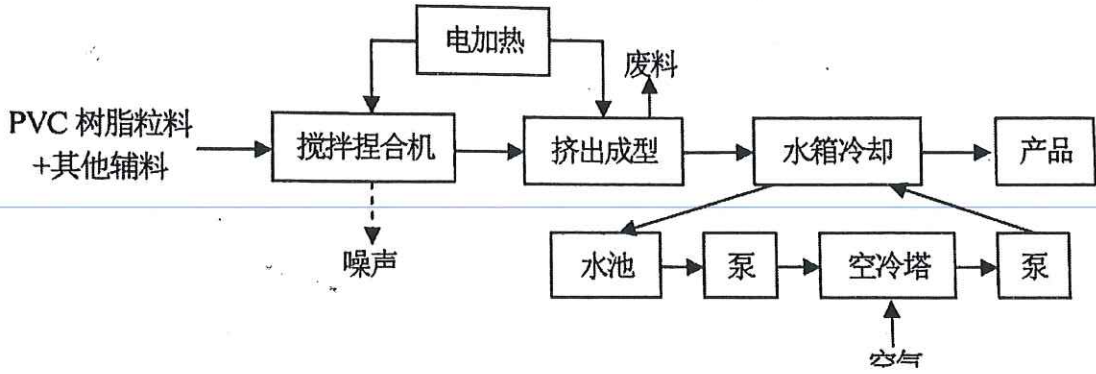 电加热
废料
PVC 树脂粒料
+其他辅料
搅拌捏合机
挤出成型
水箱冷却
产品
噪声
水池
泵
空冷塔
泵
空气